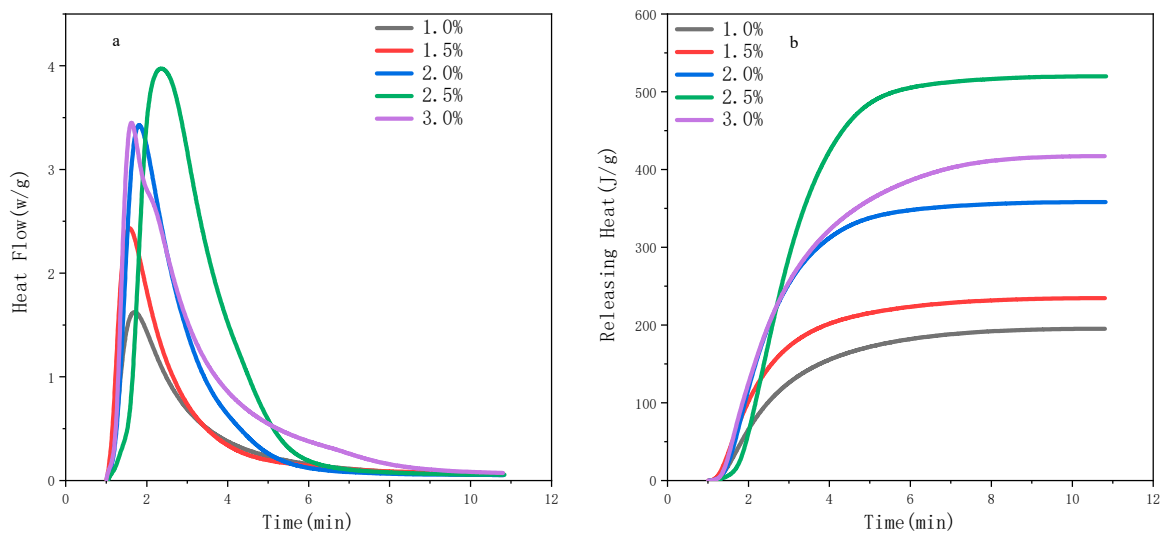 a
1.0%
1.5%
2.0%
2.5%
3.0%
4
3
2
1
0
0 2 4 6 8 10 12
Heat Flow(w/g)
Time(min)
b
1.0%
1.5%
2.0%
2.5%
3.0%
600
500
400
300
200
100
0
0 2 4 6 8 10 12
Releasing Heat(J/g)
Time(min)